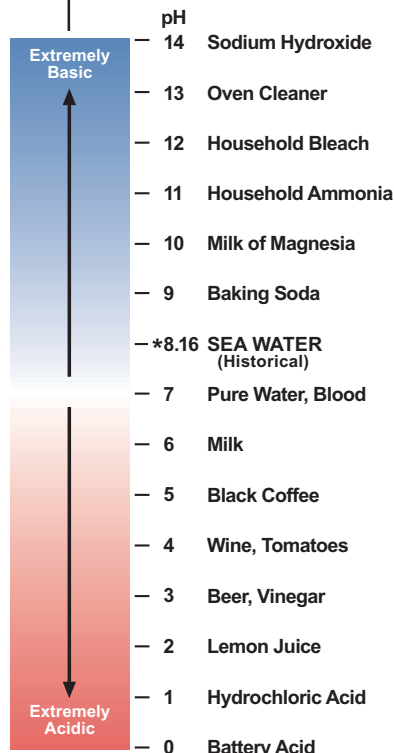 pH
14 Sodium Hydroxide
Extremely
Basic
13 Oven Cleaner
12 Household Bleach
11 Household Ammonia
10 Milk of Magnesia
9 Baking Soda
*8.16 SEA WATER
(Historical)
7 Pure Water, Blood
6 Milk
5 Black Coffee
4 Wine, Tomatoes
3 Beer, Vinegar
2 Lemon Juice
1 Hydrochloric Acid
Extremely
Acidic
0 Battery Acid